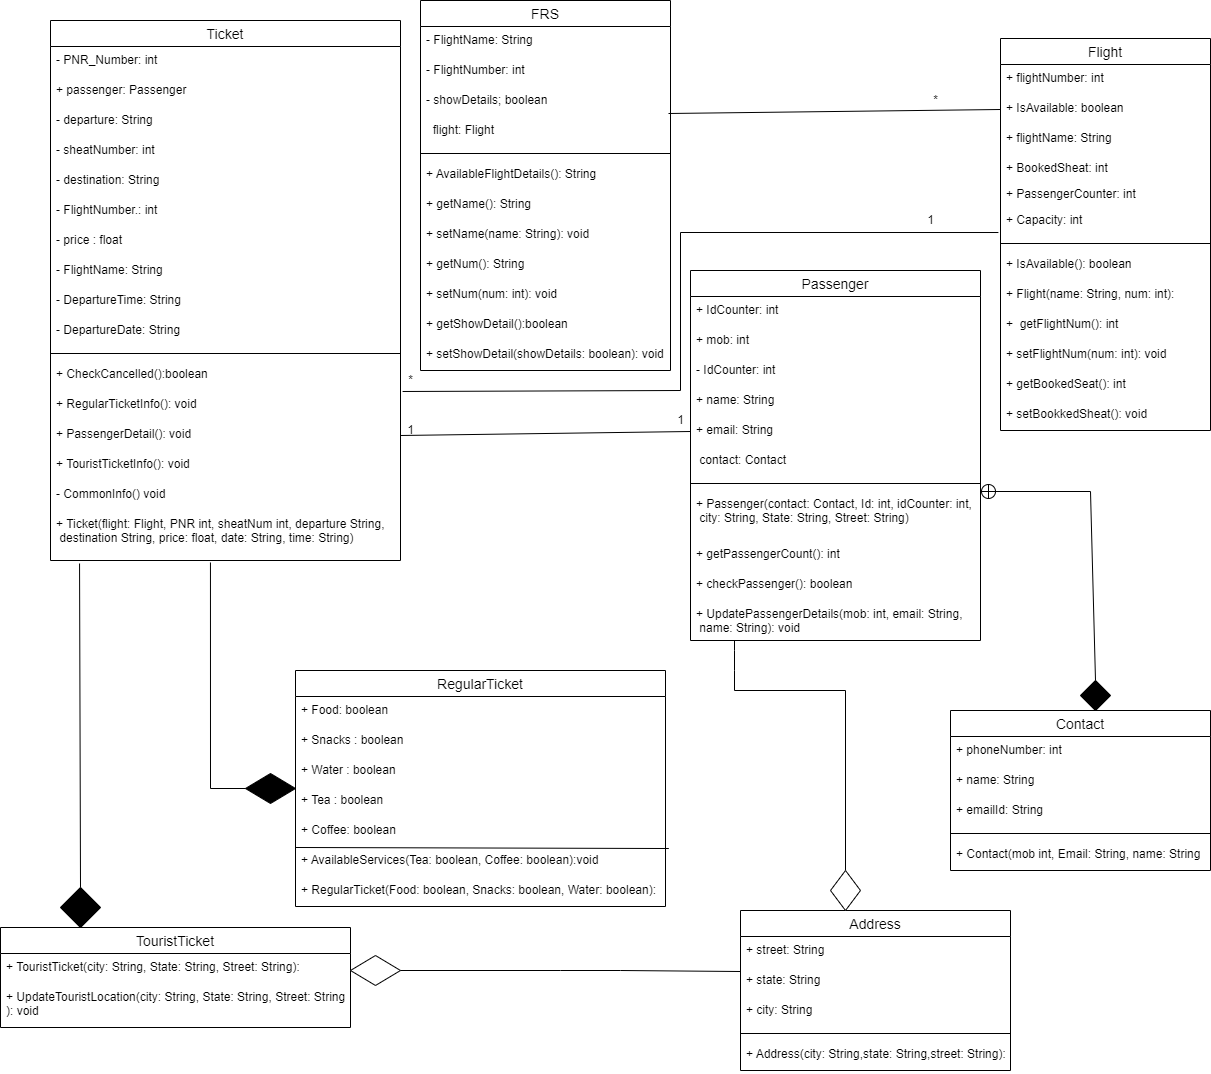 Ticket
- PNR_Number: int
+ passenger: Passenger
- departure: String
- sheatNumber: int
- destination: String
- FlightNumber.: int
- price : float
- FlightName: String
- DepartureTime: String
- DepartureDate: String
+ CheckCancelled():boolean
+ RegularTicketInfo(): void
+ PassengerDetail(): void
+ TouristTicketInfo(): void
- CommonInfo() void
+ Ticket(flight: Flight, PNR int, sheatNum int, departure String,
destination String, price: float, date: String, time: String)
FRS
- FlightName: String
- FlightNumber: int
- showDetails; boolean
flight: Flight
+ AvailableFlightDetails(): String
+ getName(): String
+ setName(name: String): void
+ getNum(): String
+ setNum(num: int): void
+ getShowDetail():boolean
+ setShowDetail(showDetails: boolean): void
*
1
*
1
1
Flight
+ flightNumber: int
+ IsAvailable: boolean
+ flightName: String
+ BookedSheat: int
+ PassengerCounter: int
+ Capacity: int
+ IsAvailable(): boolean
+ Flight(name: String, num: int):
+ getFlightNum(): int
+ setFlightNum(num: int): void
+ getBookedSeat(): int
+ setBookkedSheat(): void
Passenger
+ IdCounter: int
+ mob: int
- IdCounter: int
+ name: String
+ email: String
contact: Contact
+ Passenger(contact: Contact, Id: int, idCounter: int,
city: String, State: String, Street: String)
+ getPassengerCount(): int
+ checkPassenger(): boolean
+ UpdatePassengerDetails(mob: int, email: String,
name: String): void
RegularTicket
+ Food: boolean
+ Snacks : boolean
+ Water : boolean
+ Tea : boolean
+ Coffee: boolean
+ AvailableServices(Tea: boolean, Coffee: boolean):void
+ RegularTicket(Food: boolean, Snacks: boolean, Water: boolean):
Contact
+ phoneNumber: int
+ name: String
+ emailId: String
+ Contact(mob int, Email: String, name: String
TouristTicket
+ TouristTicket(city: String, State: String, Street: String):
+ UpdateTouristLocation(city: String, State: String, Street: String
): void
Address
+ street: String
+ state: String
+ city: String
+ Address(city: String,state: String,street: String):